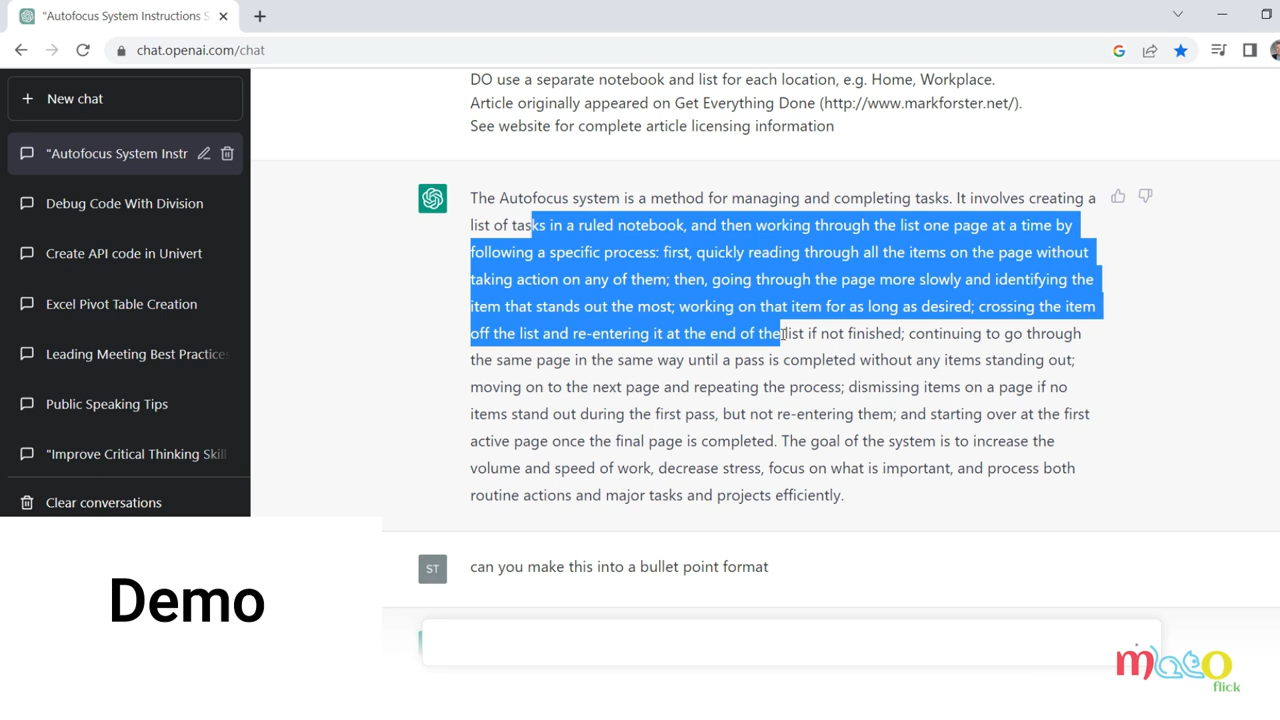 "Autofocus System Instructions S
chat.openai.com/chat
New chat
"Autofocus System Instr
Debug Code With Division
Create API code in Univert
Excel Pivot Table Creation
Leading Meeting Best Practices
Public Speaking Tips
"Improve Critical Thinking Skill
Clear conversations
DO use a separate notebook and list for each location, e.g. Home, Workplace.
Article originally appeared on Get Everything Done (http://www.markforster.net/).
See website for complete article licensing information
The Autofocus system is a method for managing and completing tasks. It involves creating a
list of tasks in a ruled notebook, and then working through the list one page at a time by
following a specific process: first, quickly reading through all the items on the page without
taking action on any of them; then, going through the page more slowly and identifying the
item that stands out the most; working on that item for as long as desired; crossing the item
off the list and re-entering it at the end of the list if not finished; continuing to go through
the same page in the same way until a pass is completed without any items standing out;
moving on to the next page and repeating the process; dismissing items on a page if no
items stand out during the first pass, but not re-entering them; and starting over at the first
active page once the final page is completed. The goal of the system is to increase the
volume and speed of work, decrease stress, focus on what is important, and process both
routine actions and major tasks and projects efficiently.
ST
can you make this into a bullet point format
Demo
flick